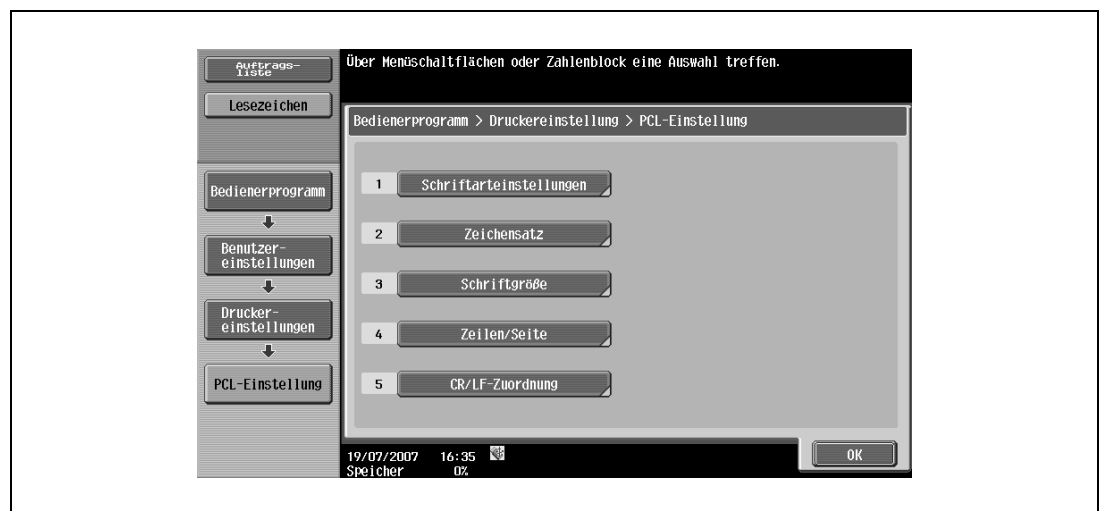 Auftrags-
liste
Über Menüschaltflächen oder Zahlenblock eine Auswahl treffen.
Lesezeichen
Bedienerprogramm > Druckereinstellung > PCL-Einstellung
Bedienerprogramm
Benutzer-
einstellungen
Drucker-
einstellungen
PCL-Einstellung
1 Schriftarteinstellungen
2 Zeichensatz
3 Schriftgröße
4 Zeilen/Seite
5 CR/LF-Zuordnung
19/07/2007 16:35
Speicher 0%
OK